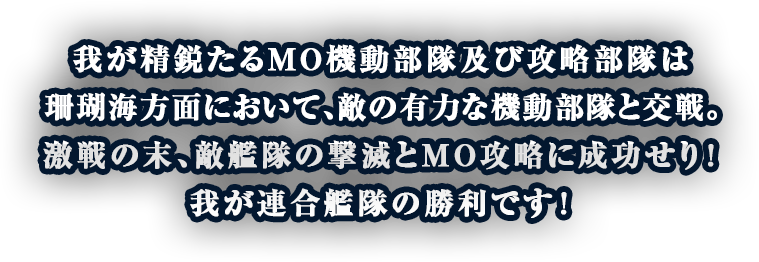 我が精鋭たるMO機動部隊及び攻略部隊は
珊瑚海方面において、敵の有力な機動部隊と交戦。
激戦の末、敵艦隊の撃滅とMO攻略に成功せり!
我が連合艦隊の勝利です!